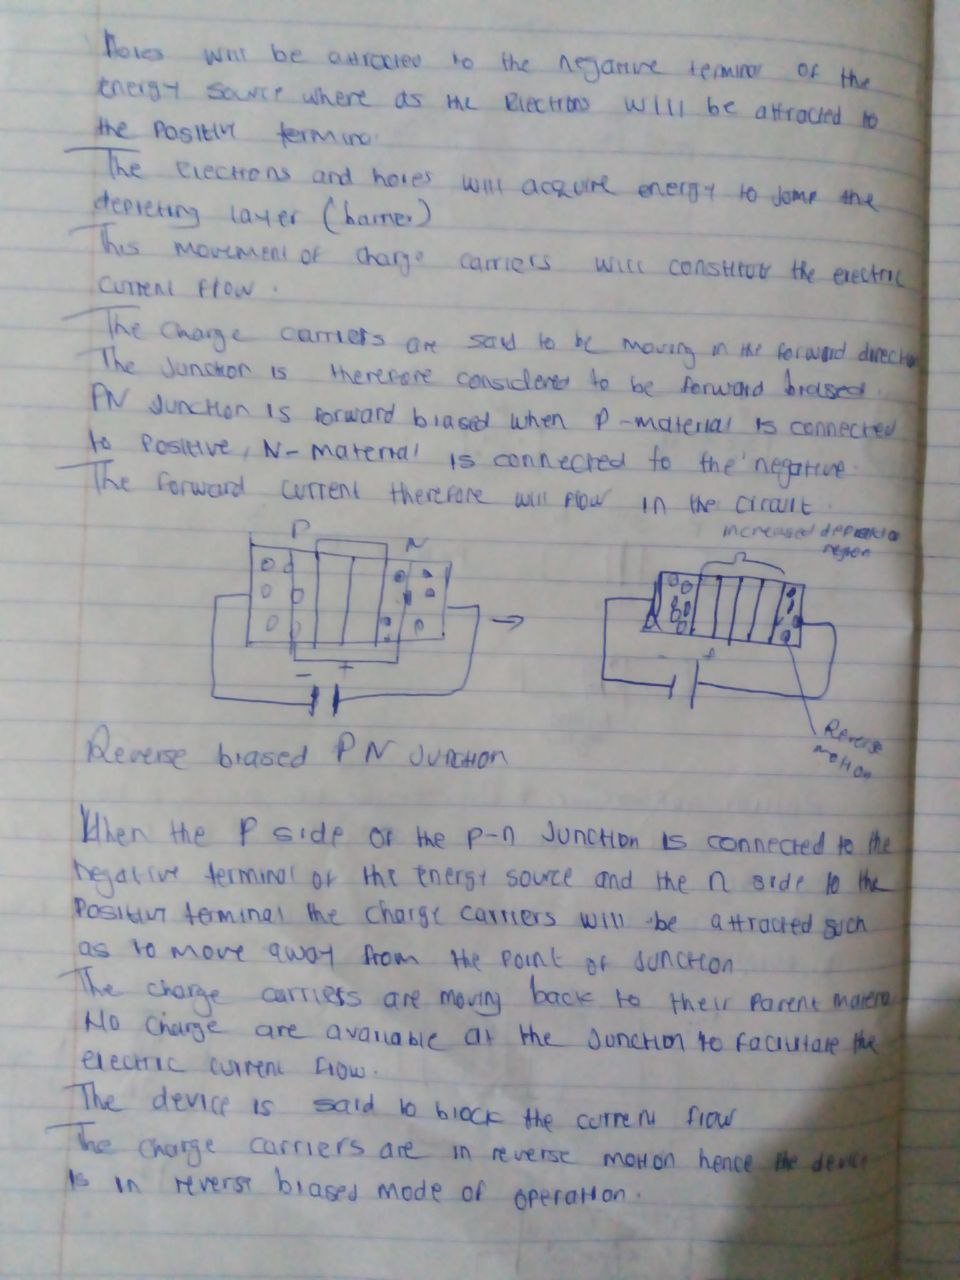 Holes will be attracted to the negative terminal of the
energy source where as the Electrons will be attracted to
the Positive terminal.
The electrons and holes will acquire energy to Jomp the
depleting layer (barrier)
This movement of charge carriers will constitute the electric
current flow.
The Charge carriers are said to be moving in the forward direction
The Junction is therefore considered to be forward biased.
PN Junction is forward biased when P-material is connected
to Positive, N-material is connected to the negative.
The forward current therefore will flow in the circuit.
increased depletion
region
P N
- +
- +
Reverse
motion
Reverse biased PN Junction
When the P side of the p-n Junction is connected to the
negative terminal of the energy source and the n side to the
Positive terminal the charge carriers will be attracted such
as to move away from the Point of Junction
The charge carriers are moving back to their Parent material
No Charge are available at the Junction to facilitate the
electric current flow.
The device is said to block the current flow
The charge carriers are in reverse motion hence the device
is in reverse biased mode of operation.